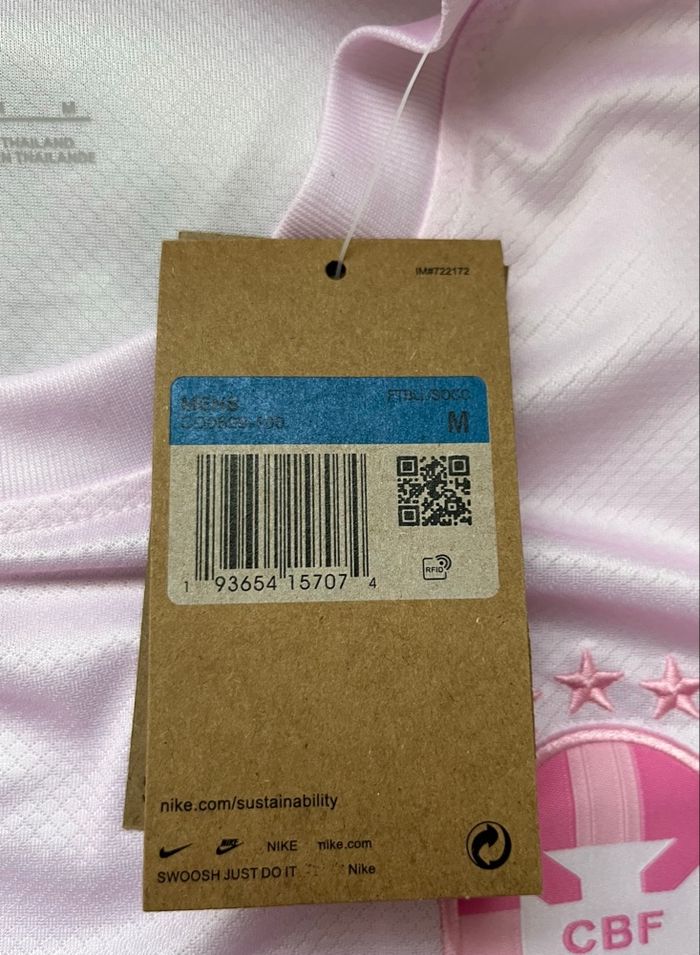 M
THAILAND
N THAILANDE
IM#722172
MENS
FTBL /SOCC
M
RFID
1 93654 15707 4
nike.com/sustainability
NIKE nike.com
SWOOSH JUST DO IT Nike
CBF